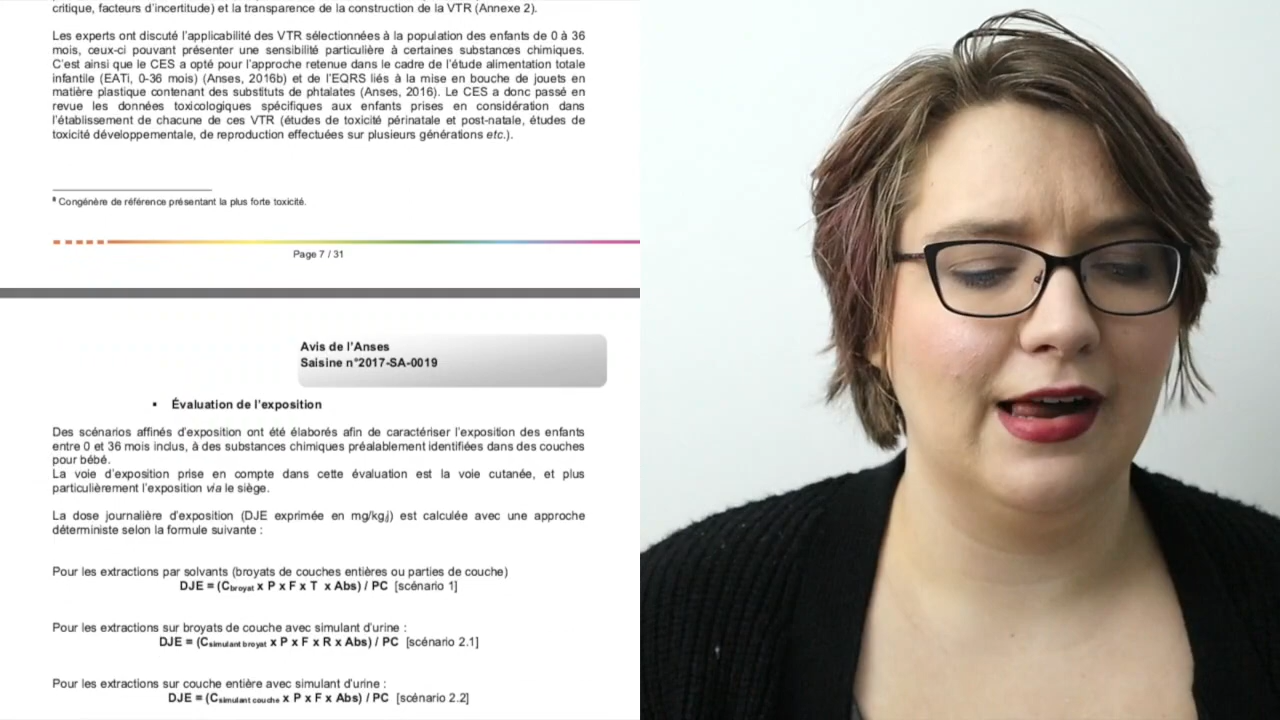 critique, facteurs d'incertitude) et la transparence de la construction de la VTR (Annexe 2).
Les experts ont discuté l'applicabilité des VTR sélectionnées à la population des enfants de 0 à 36
mois, ceux-ci pouvant présenter une sensibilité particulière à certaines substances chimiques.
C'est ainsi que le CES a opté pour l'approche retenue dans le cadre de l'étude alimentation totale
infantile (EATi, 0-36 mois) (Anses, 2016b) et de l'EQRS liés à la mise en bouche de jouets en
matière plastique contenant des substituts de phtalates (Anses, 2016). Le CES a donc passé en
revue les données toxicologiques spécifiques aux enfants prises en considération dans
l'établissement de chacune de ces VTR (études de toxicité périnatale et post-natale, études de
toxicité développementale, de reproduction effectuées sur plusieurs générations etc.).
8 Congénère de référence présentant la plus forte toxicité.
Page 7 / 31
Avis de l'Anses
Saisine n°2017-SA-0019
▪ Évaluation de l'exposition
Des scénarios affinés d'exposition ont été élaborés afin de caractériser l'exposition des enfants
entre 0 et 36 mois inclus, à des substances chimiques préalablement identifiées dans des couches
pour bébé.
La voie d'exposition prise en compte dans cette évaluation est la voie cutanée, et plus
particulièrement l'exposition via le siège.
La dose journalière d'exposition (DJE exprimée en mg/kg/j) est calculée avec une approche
déterministe selon la formule suivante :
Pour les extractions par solvants (broyats de couches entières ou parties de couche)
DJE = (Cbroyat x P x F x T x Abs) / PC [scénario 1]
Pour les extractions sur broyats de couche avec simulant d'urine :
DJE = (Csimulant broyat x P x F x R x Abs) / PC [scénario 2.1]
Pour les extractions sur couche entière avec simulant d'urine :
DJE = (Csimulant couche x P x F x Abs) / PC [scénario 2.2]